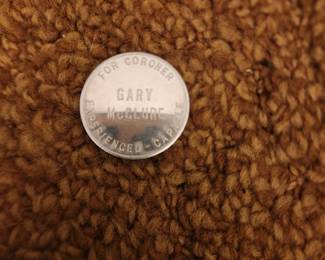 FOR CORONER
GARY
McCLURE
EXPERIENCED - CAPABLE